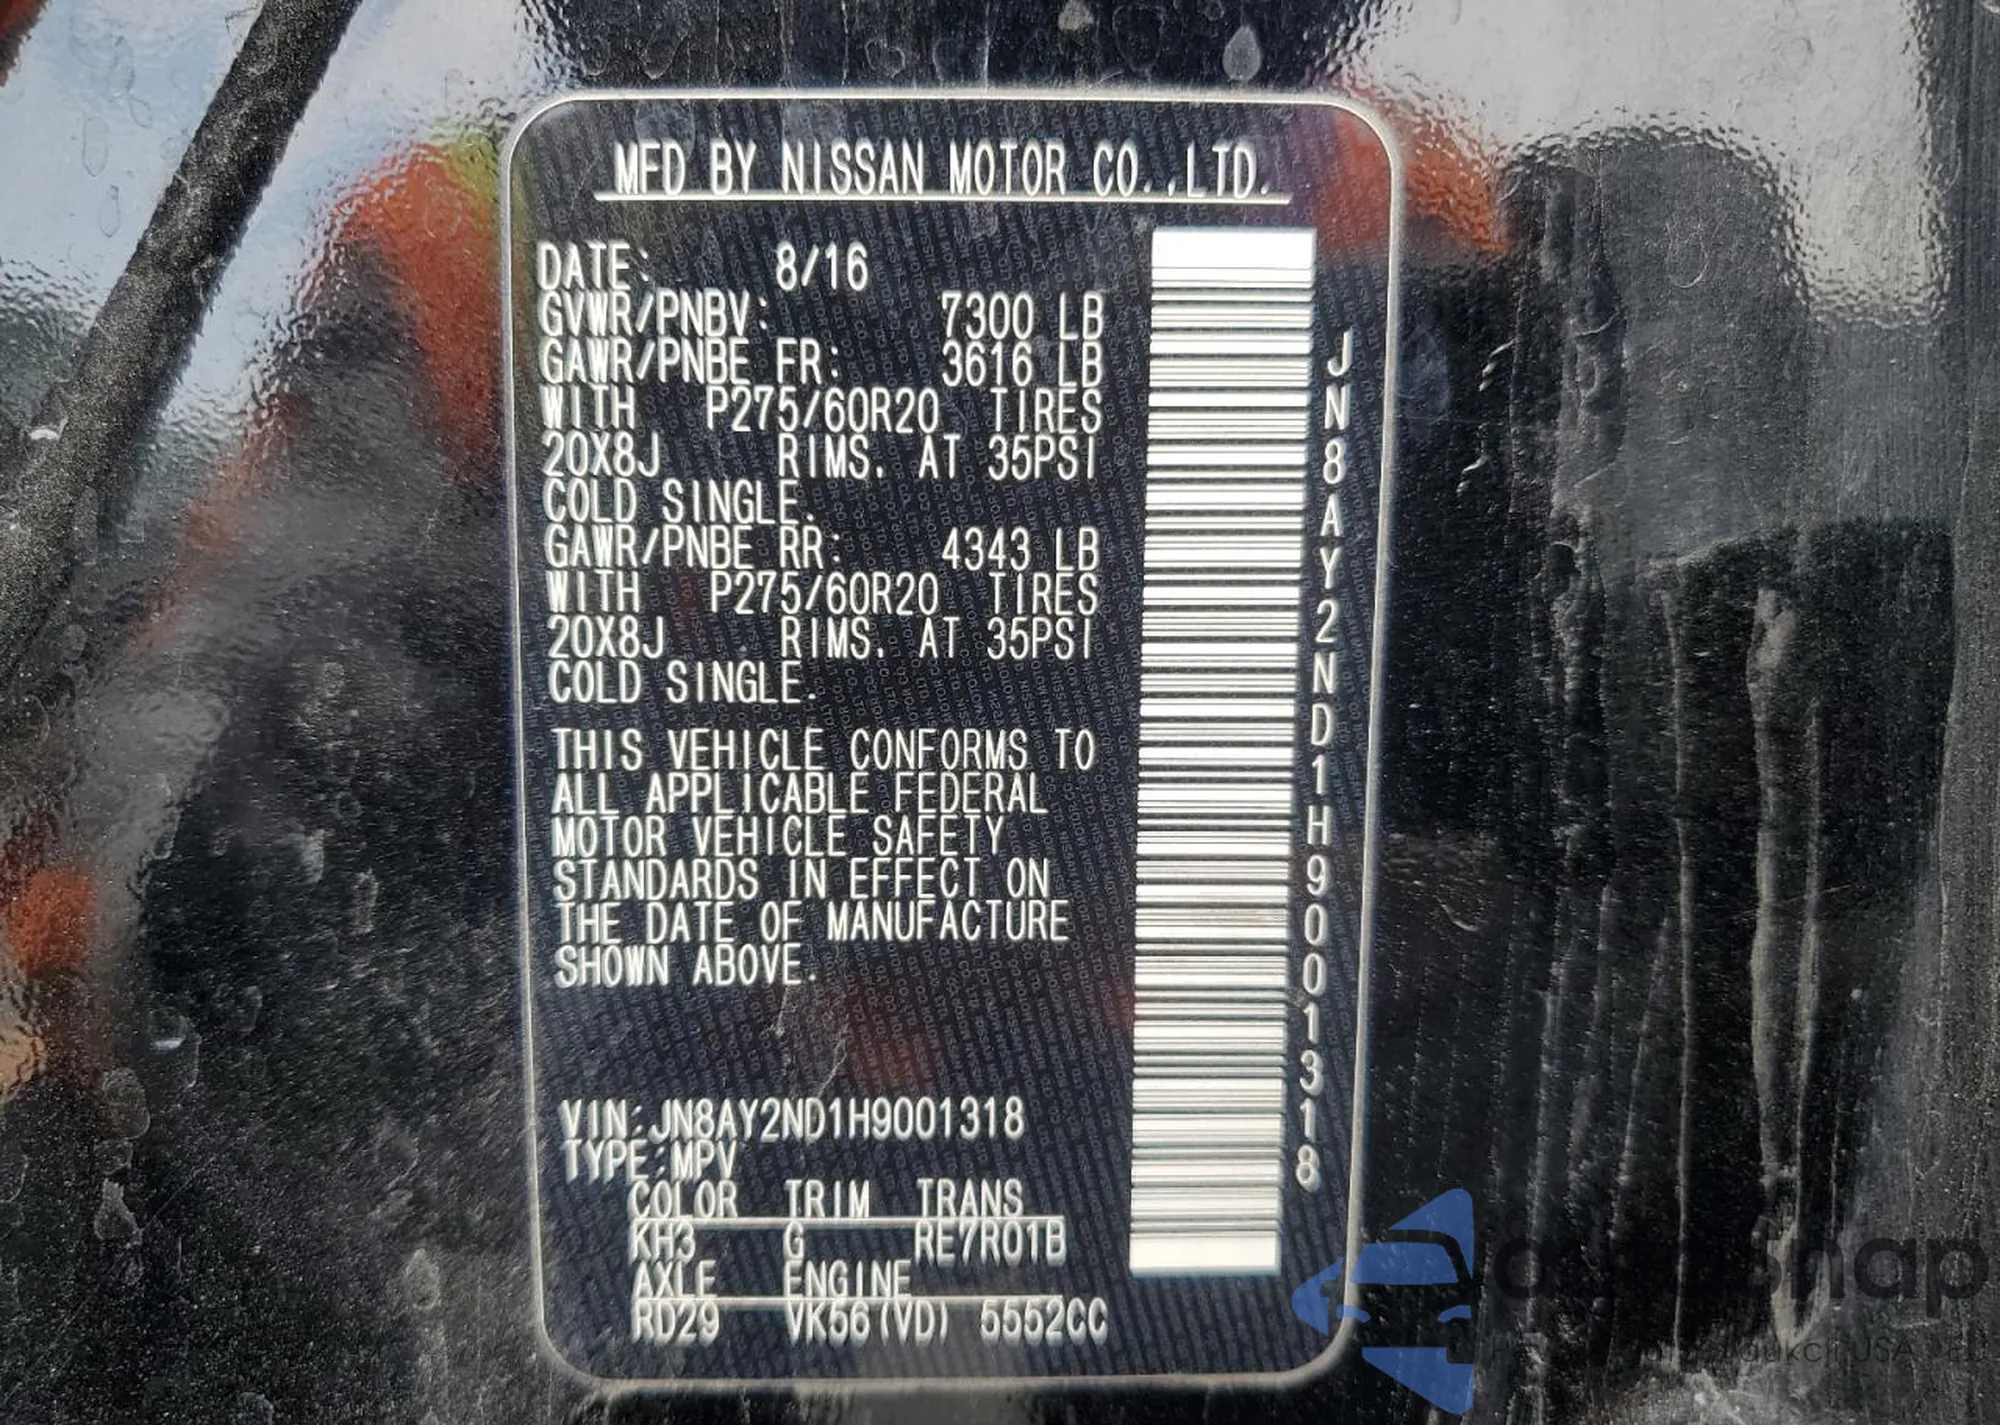 MFD BY NISSAN MOTOR CO.,LTD.
DATE: 8/16
GVWR/PNBV: 7300 LB
GAWR/PNBE FR: 3616 LB
WITH P275/60R20 TIRES
20X8J RIMS. AT 35PSI
COLD SINGLE.
GAWR/PNBE RR: 4343 LB
WITH P275/60R20 TIRES
20X8J RIMS. AT 35PSI
COLD SINGLE.
THIS VEHICLE CONFORMS TO
ALL APPLICABLE FEDERAL
MOTOR VEHICLE SAFETY
STANDARDS IN EFFECT ON
THE DATE OF MANUFACTURE
SHOWN ABOVE.
VIN:JN8AY2ND1H9001318
TYPE:MPV
COLOR TRIM TRANS
KH3 G RE7R01B
AXLE ENGINE
RD29 VK56(VD) 5552CC
JN8AY2ND1H9001318